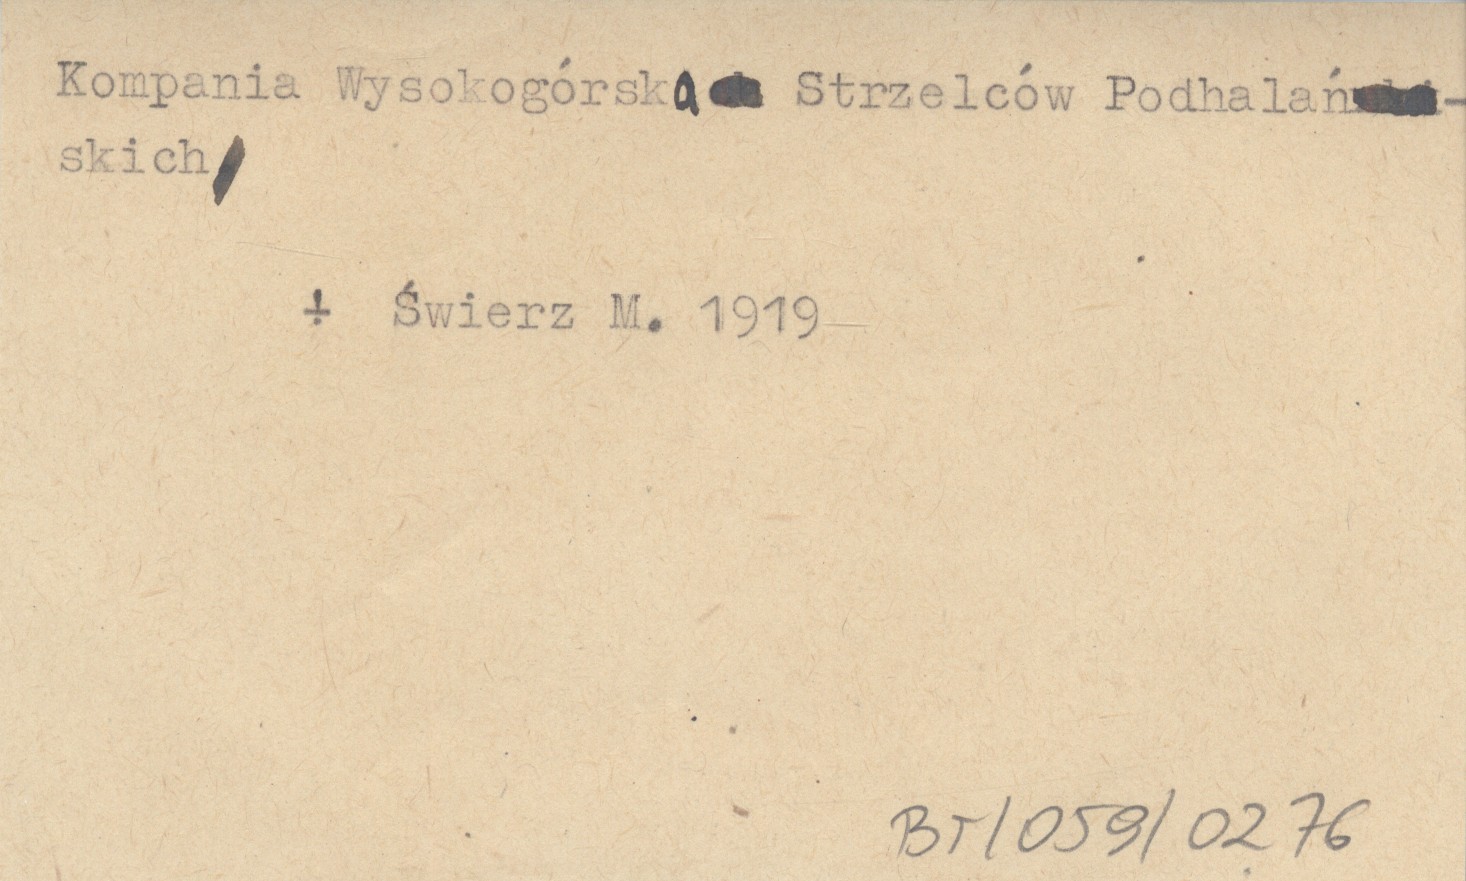 Kompania Wysokogórska Strzelców Podhalań-
skich
+ Świerz M. 1919
BT/059/0276